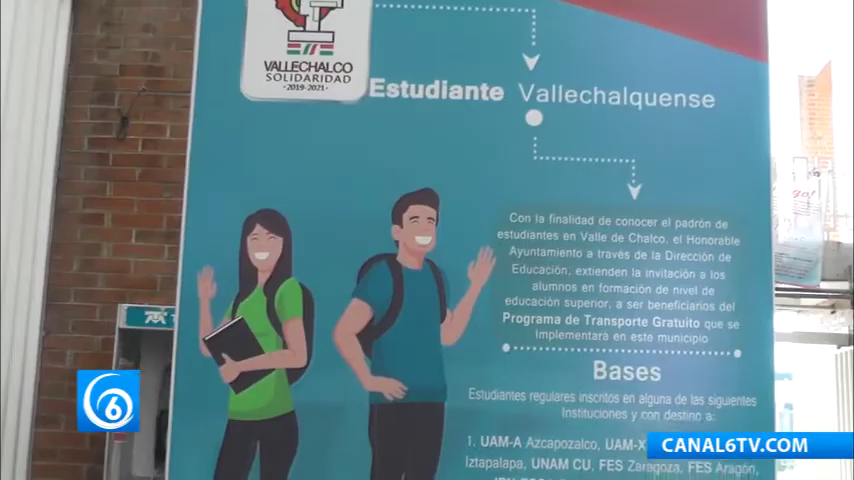 VALLECHALCO
SOLIDARIDAD
-2019-2021-
Estudiante Vallechalquense
Con la finalidad de conocer el padrón de
estudiantes en Valle de Chalco, el Honorable
Ayuntamiento a través de la Dirección de
Educación, extienden la invitación a los
alumnos en formación de nivel de
educación superior, a ser beneficiarios del
Programa de Transporte Gratuito que se
implementará en este municipio
Bases
Estudiantes regulares inscritos en alguna de las siguientes
Instituciones y con destino a:
1. UAM-A Azcapozalco, UAM-X
Iztapalapa, UNAM CU, FES Zaragoza, FES Aragón,
6
CANAL6TV.COM